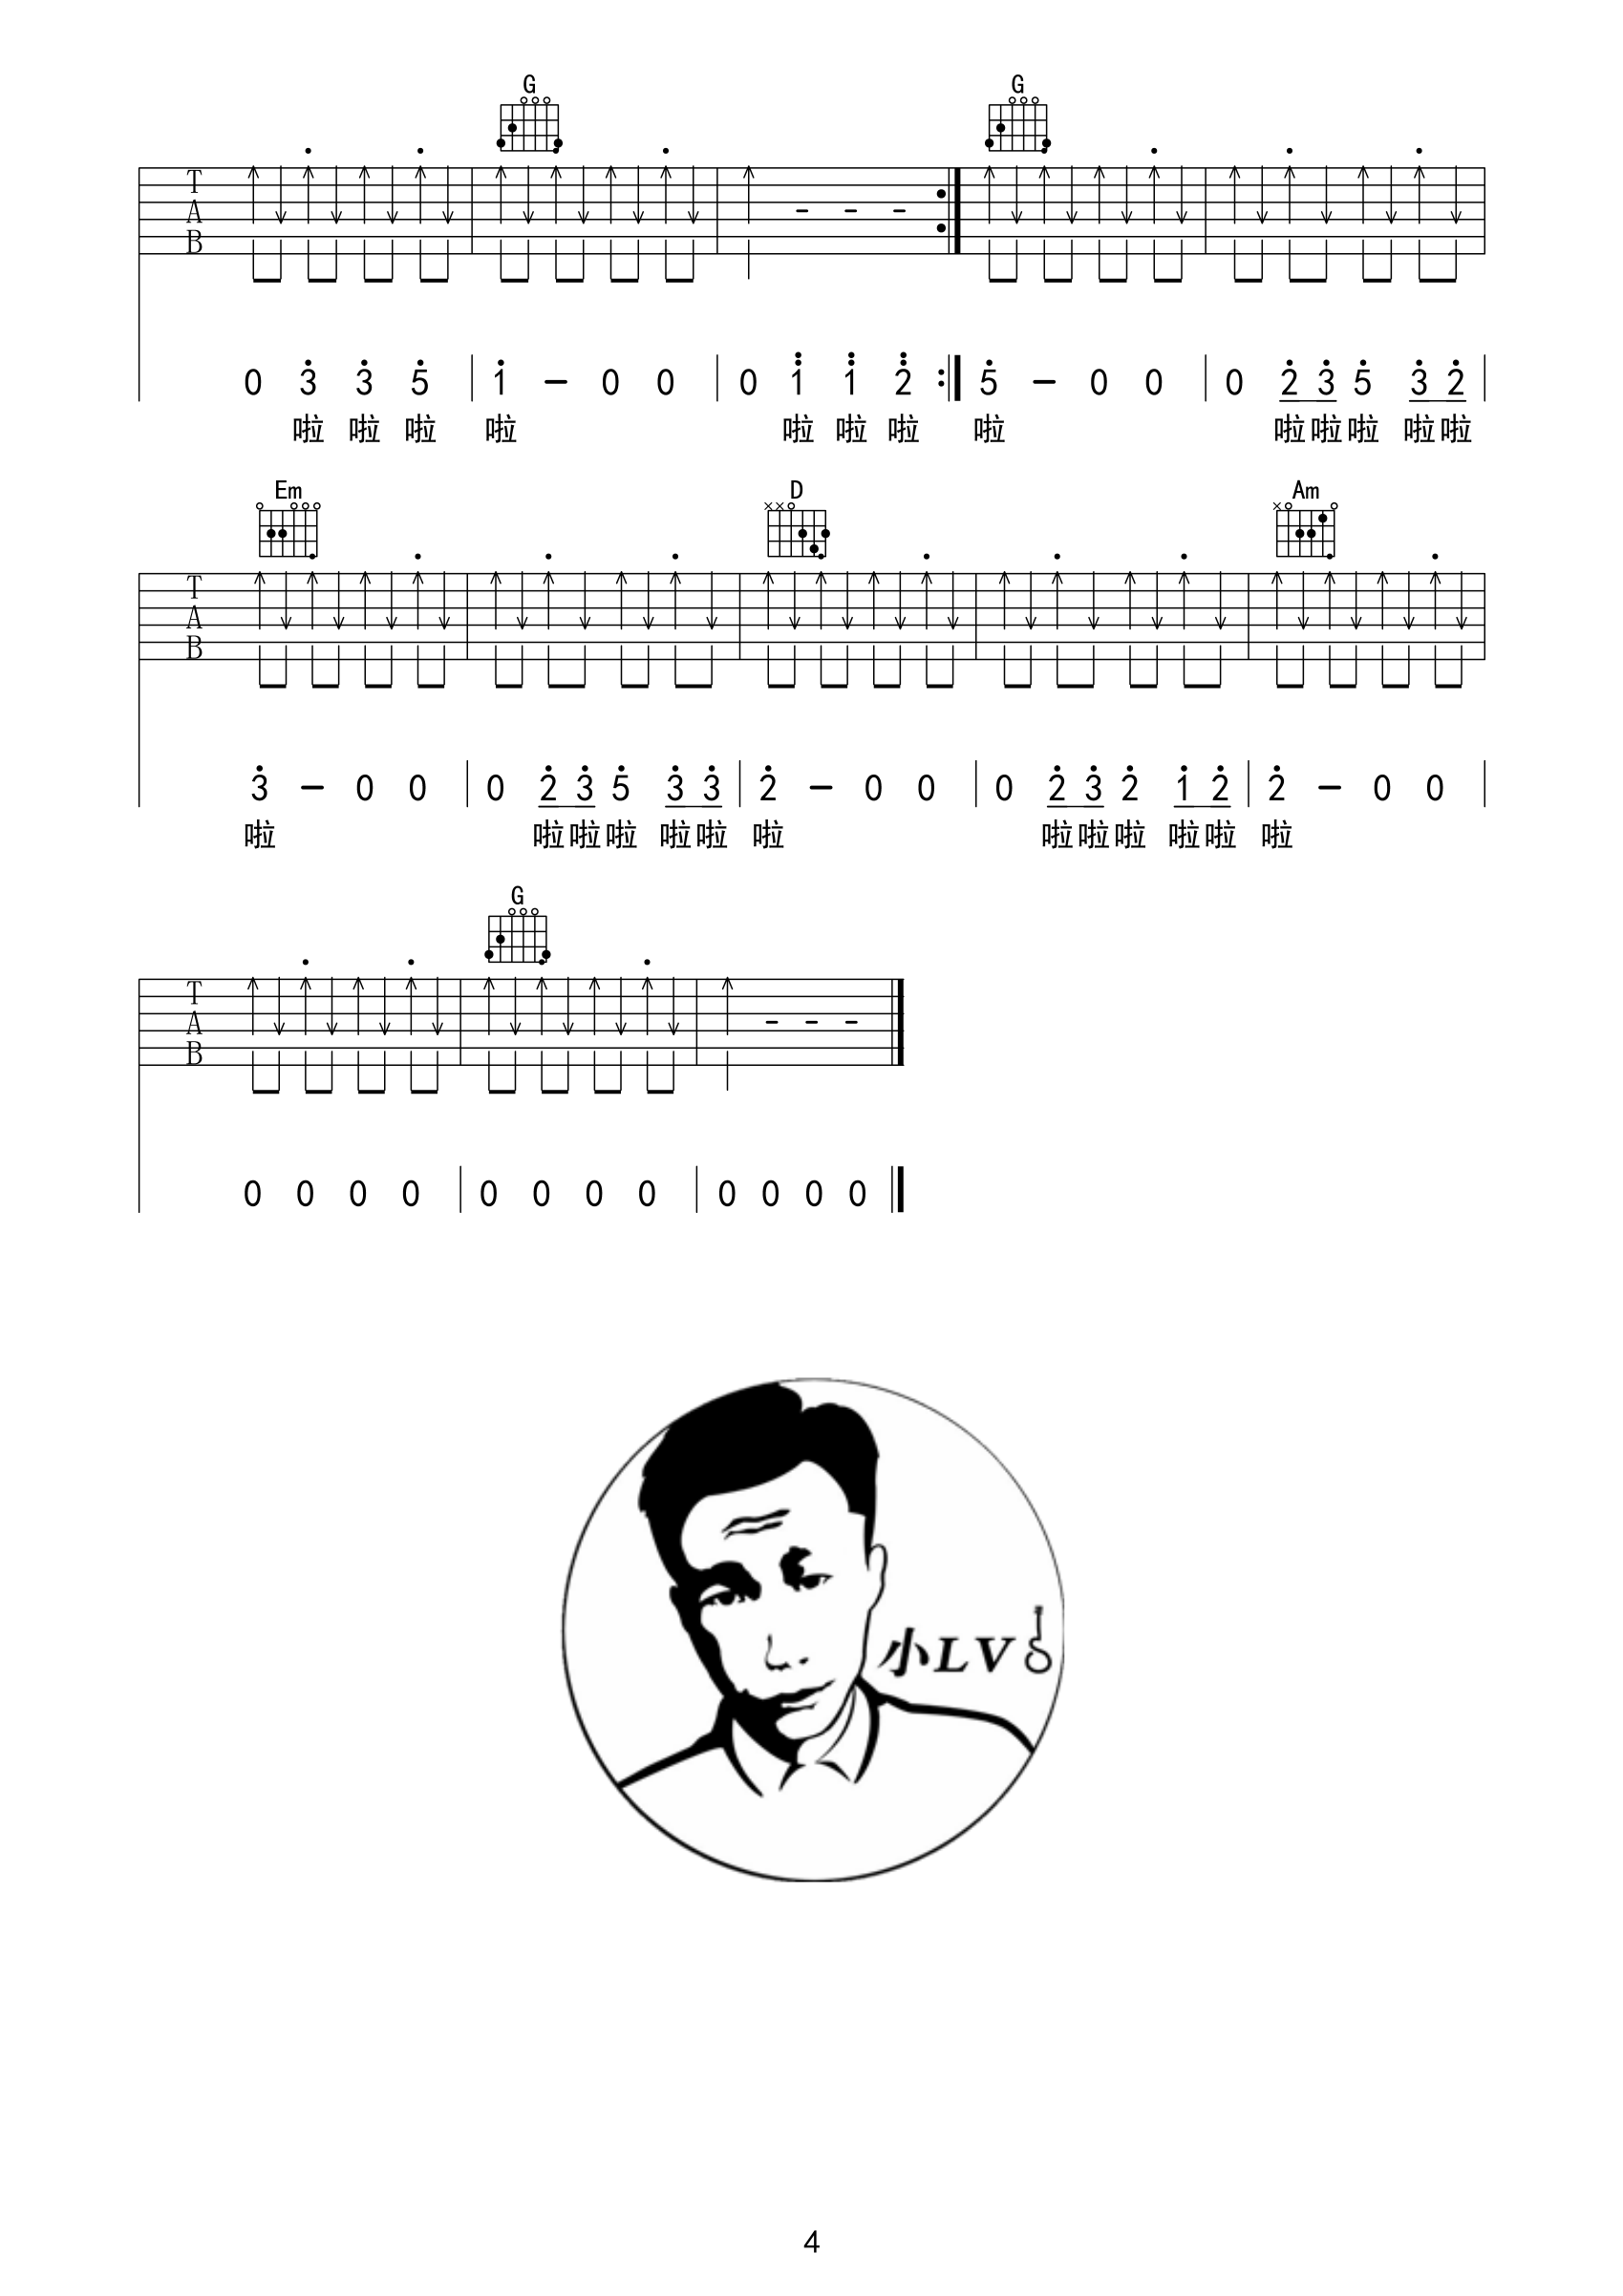 G G
T A B
0 3 3 5 1 – 0 0 0 1 1 2 5 – 0 0 0 2 3 5 3 2
啦 啦 啦 啦 啦 啦 啦 啦 啦 啦 啦 啦 啦
Em D Am
T A B
3 – 0 0 0 2 3 5 3 3 2 – 0 0 0 2 3 2 1 2 2 – 0 0
啦 啦 啦 啦 啦 啦 啦 啦 啦 啦 啦 啦 啦
G
T A B
0 0 0 0 0 0 0 0 0 0 0 0
小LV
4